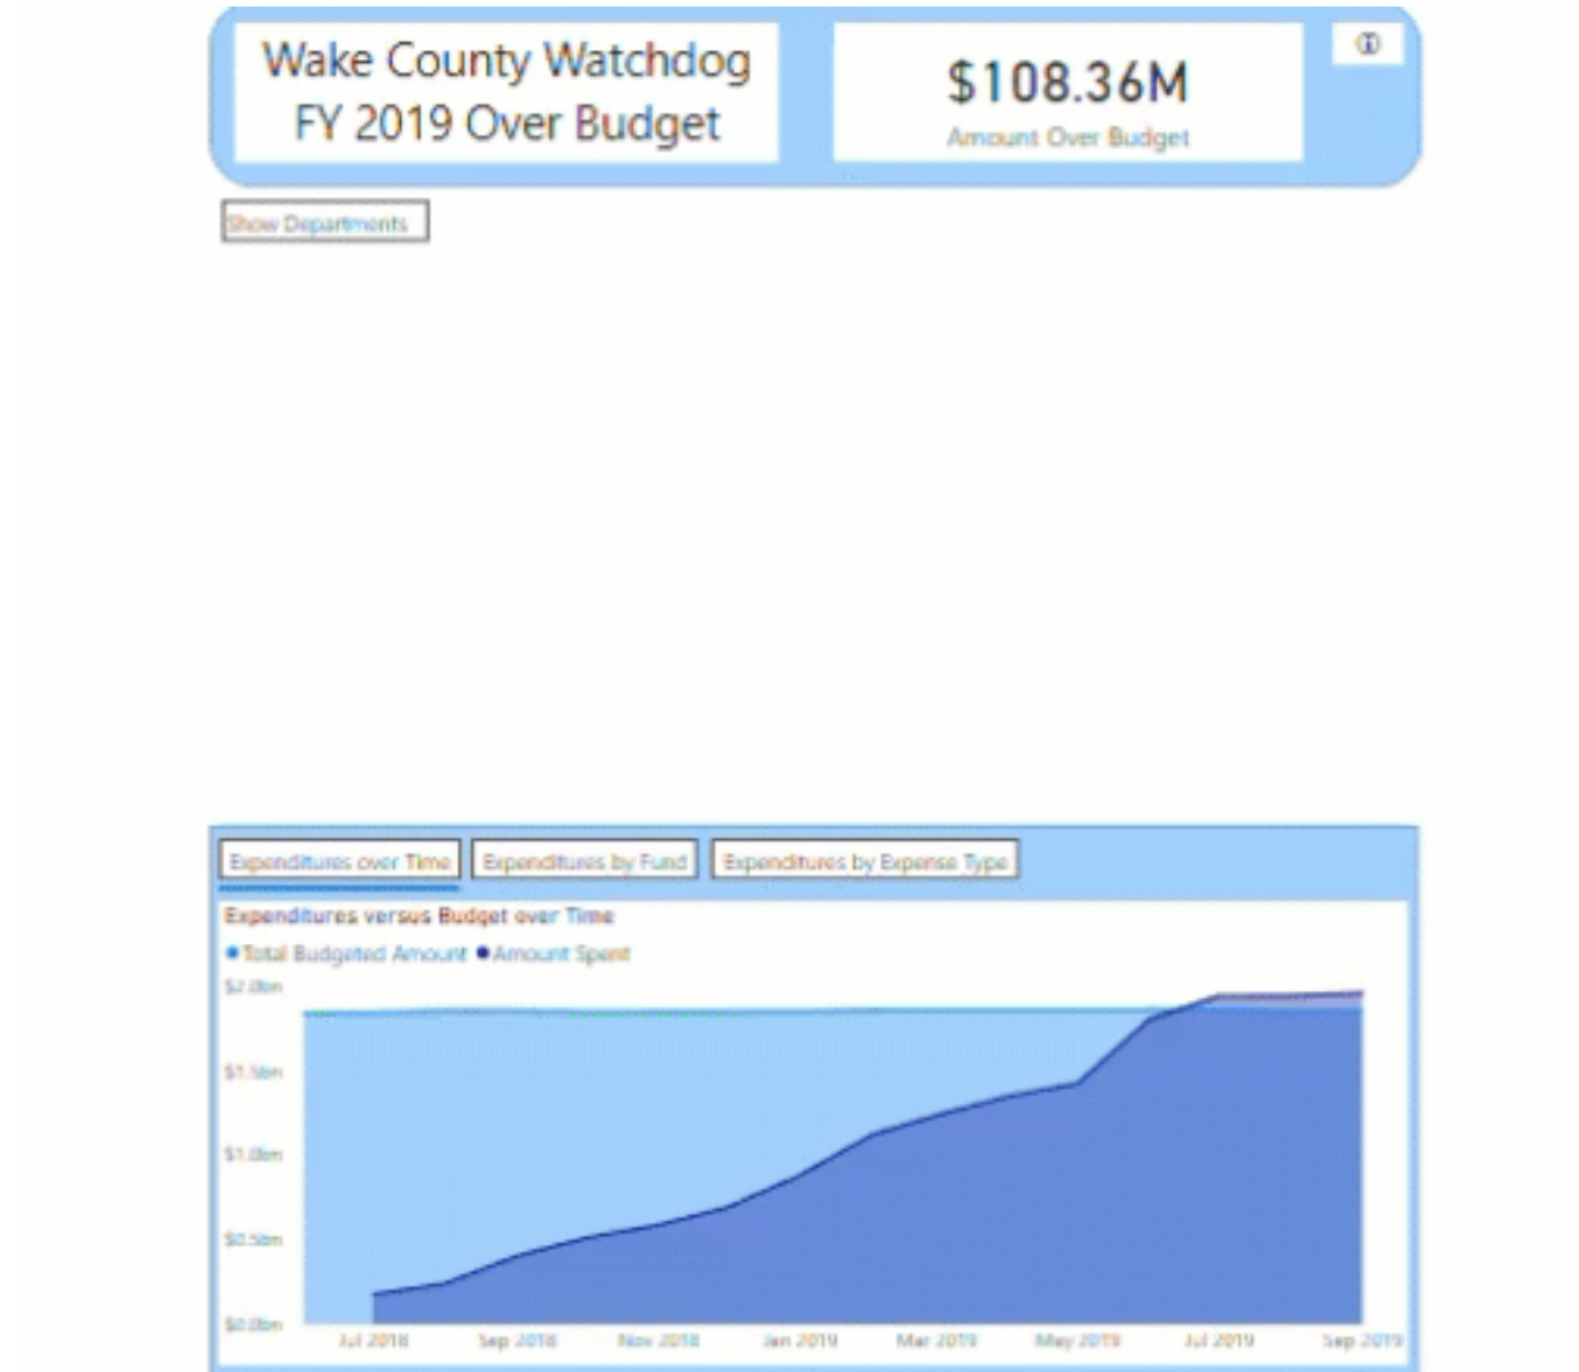 Wake County Watchdog
FY 2019 Over Budget
$108.36M
Amount Over Budget
Show Departments
Expenditures over Time
Expenditures by Fund
Expenditures by Expense Type
Expenditures versus Budget over Time
Total Budgeted Amount
Amount Spent
$2.0bn
$1.5bn
$1.0bn
$0.5bn
$0.0bn
Jul 2018
Sep 2018
Nov 2018
Jan 2019
Mar 2019
May 2019
Jul 2019
Sep 2019